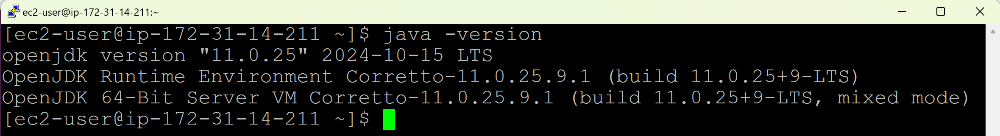 ec2-user@ip-172-31-14-211:~
[ec2-user@ip-172-31-14-211 ~]$ java -version
openjdk version "11.0.25" 2024-10-15 LTS
OpenJDK Runtime Environment Corretto-11.0.25.9.1 (build 11.0.25+9-LTS)
OpenJDK 64-Bit Server VM Corretto-11.0.25.9.1 (build 11.0.25+9-LTS, mixed mode)
[ec2-user@ip-172-31-14-211 ~]$